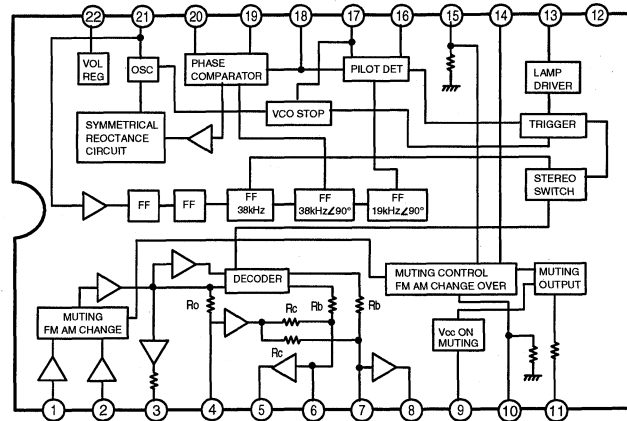 22 21 20 19 18 17 16 15 14 13 12
VOL
REG
OSC
PHASE
COMPARATOR
PILOT DET
LAMP
DRIVER
VCO STOP
TRIGGER
SYMMETRICAL
REOCTANCE
CIRCUIT
STEREO
SWITCH
FF
FF
FF
38kHz
FF
38kHz∠90°
FF
19kHz∠90°
DECODER
MUTING CONTROL
FM AM CHANGE OVER
MUTING
OUTPUT
MUTING
FM AM CHANGE
Ro
Rc
Rb
Rb
Rc
Vcc ON
MUTING
1 2 3 4 5 6 7 8 9 10 11